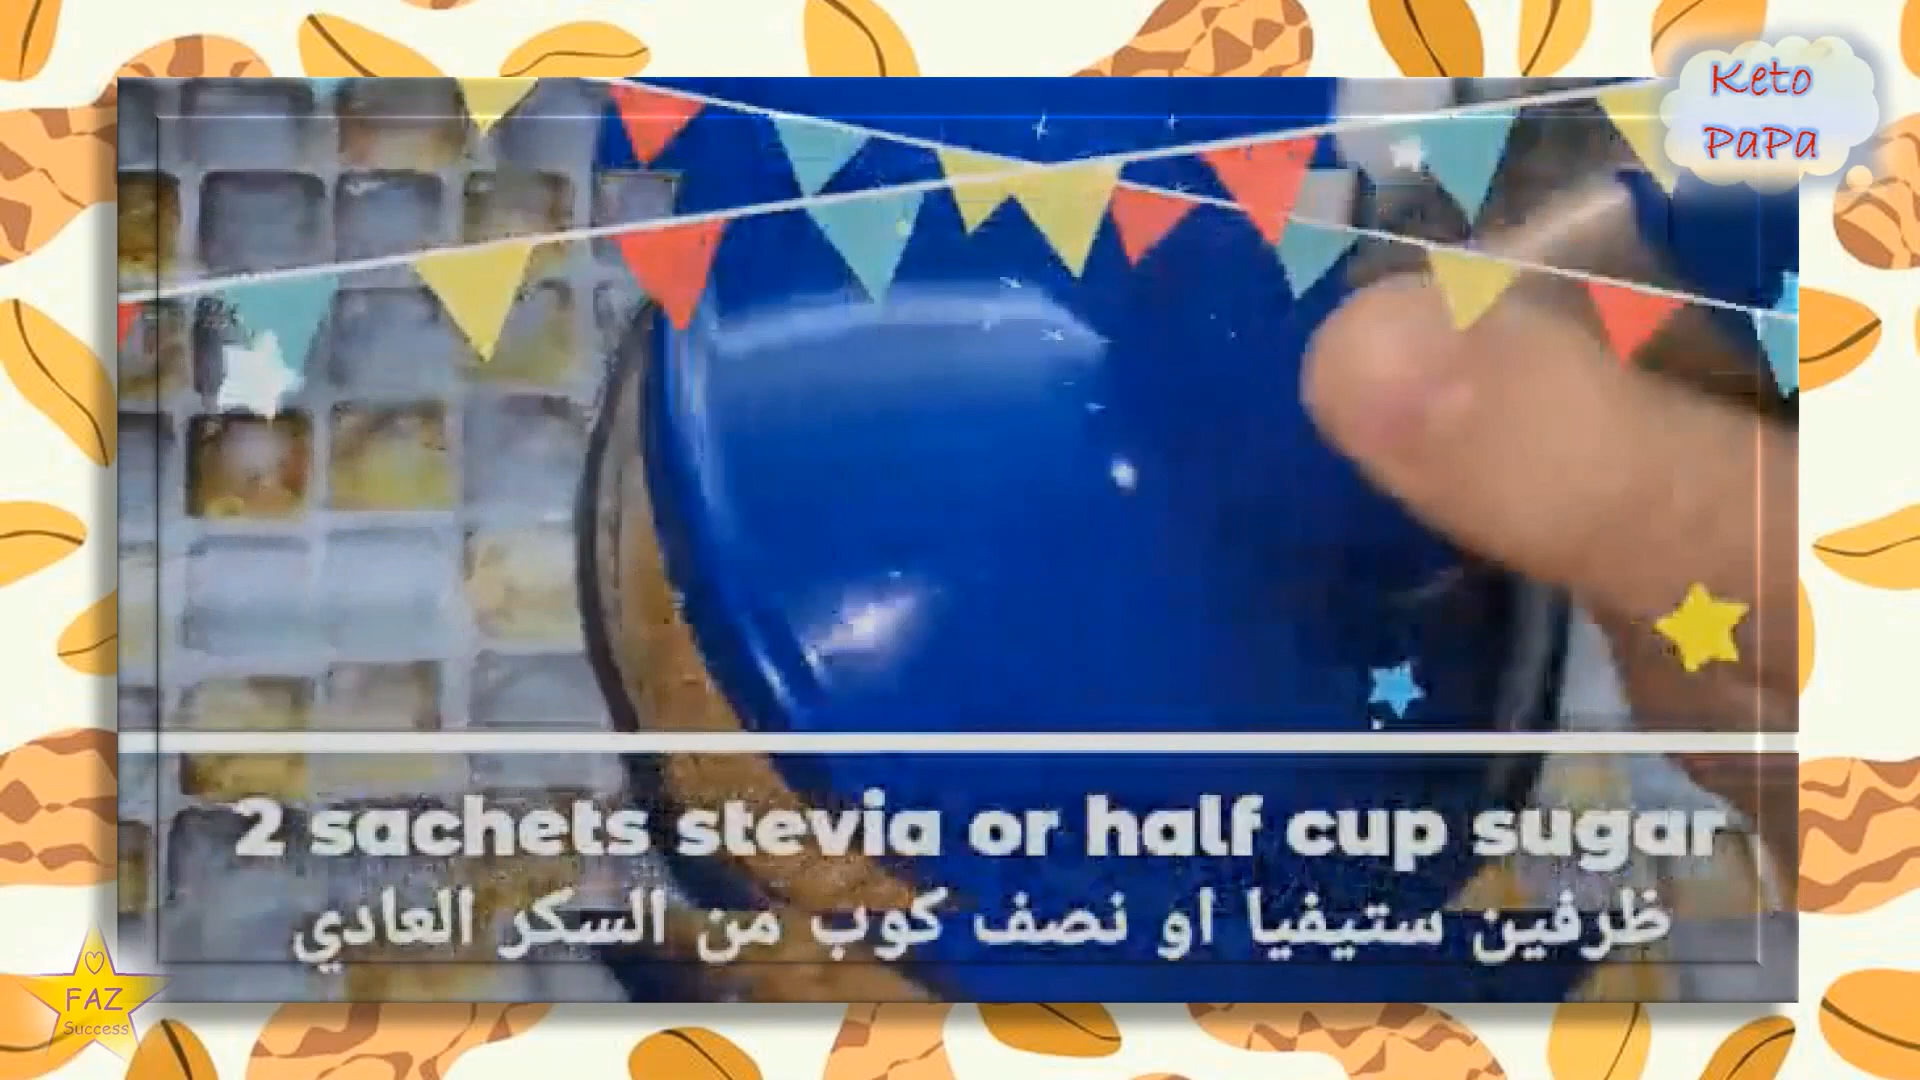 Keto
PaPa
2 sachets stevia or half cup sugar
ظرفين ستيفيا او نصف كوب من السكر العادي
FAZ
Success